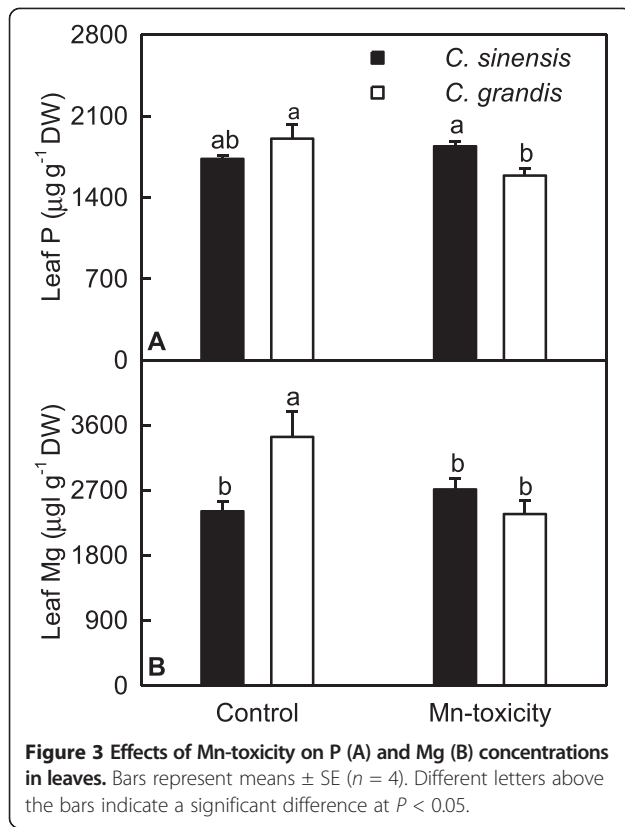 2800
2100
1400
700
0
Leaf P (μg g⁻¹ DW)
C. sinensis
C. grandis
ab
a
a
b
A
3600
2700
1800
900
0
Leaf Mg (μgl g⁻¹ DW)
b
a
b
b
B
Control Mn-toxicity
Figure 3 Effects of Mn-toxicity on P (A) and Mg (B) concentrations
in leaves. Bars represent means ± SE (n = 4). Different letters above
the bars indicate a significant difference at P < 0.05.